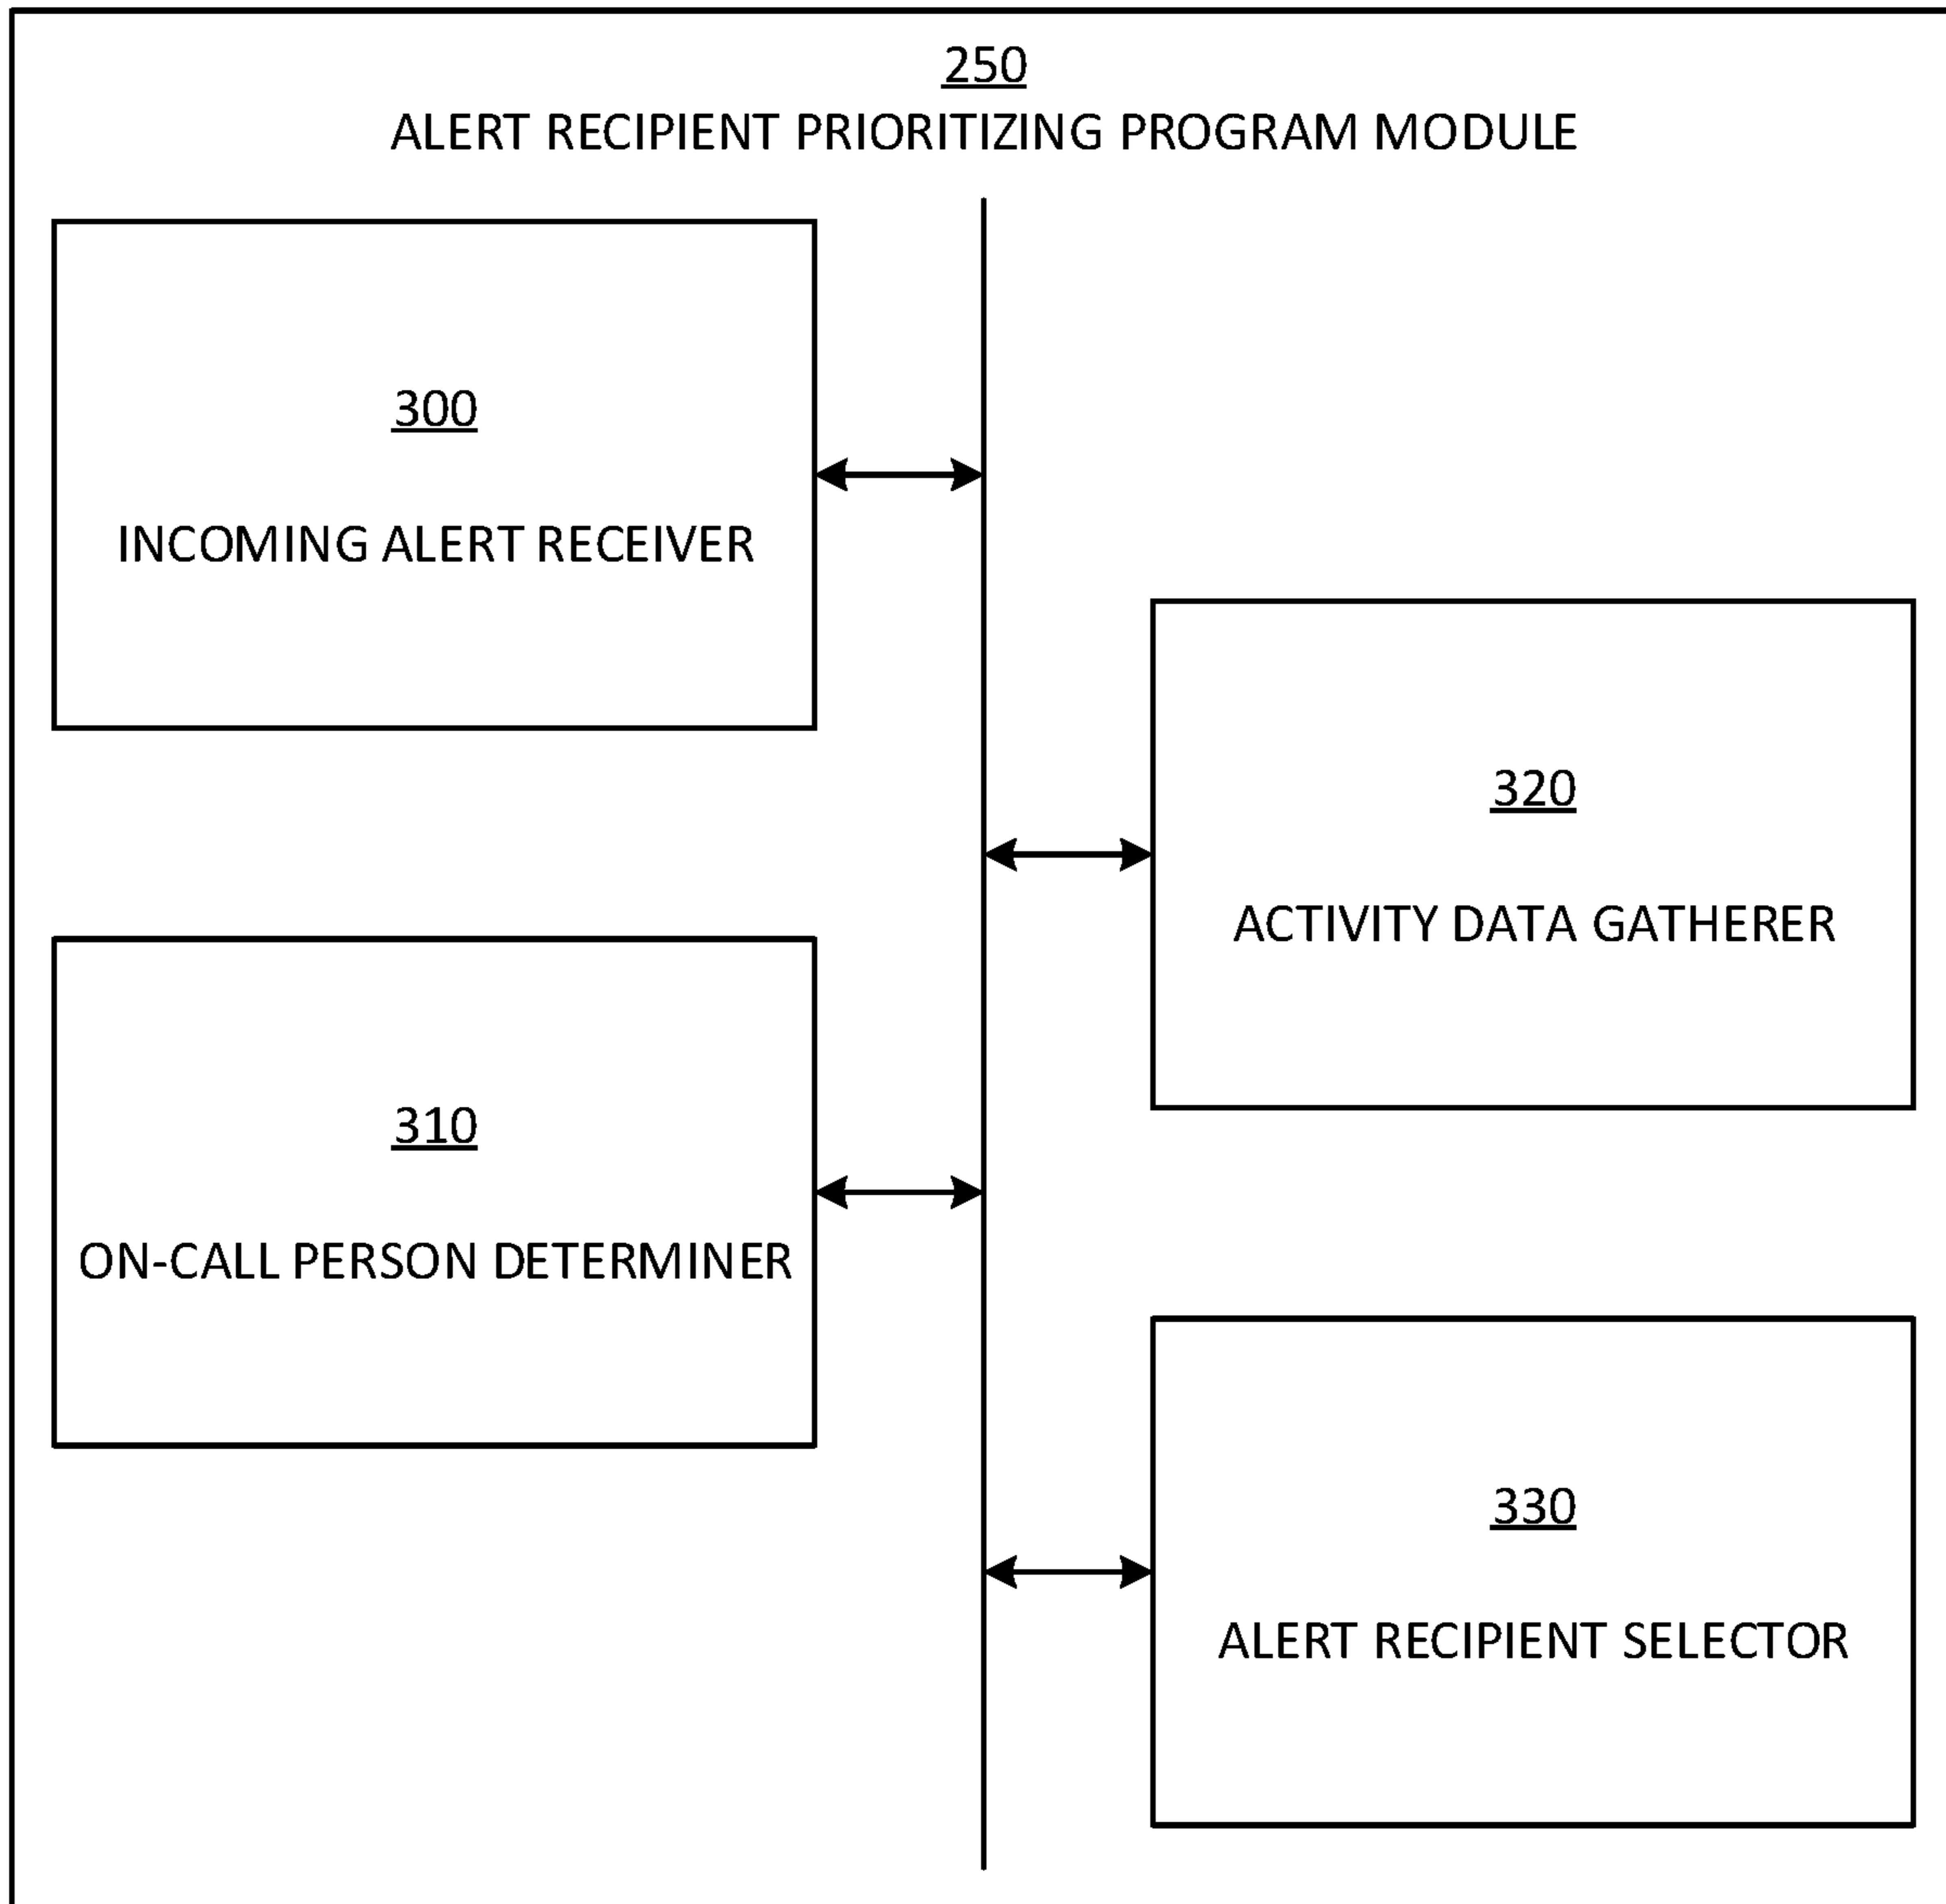 250
ALERT RECIPIENT PRIORITIZING PROGRAM MODULE
300
INCOMING ALERT RECEIVER
320
ACTIVITY DATA GATHERER
310
ON-CALL PERSON DETERMINER
330
ALERT RECIPIENT SELECTOR